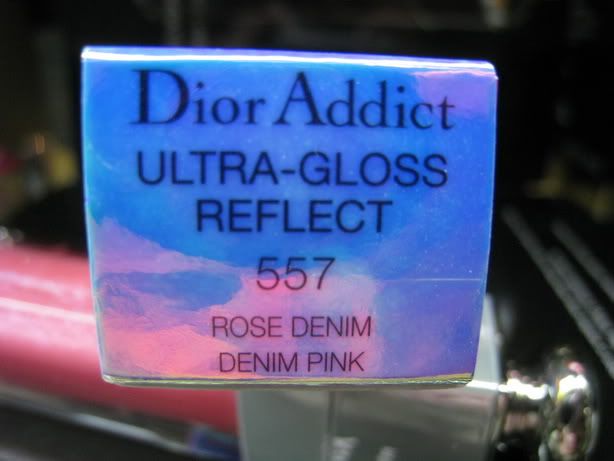 Dior Addict
ULTRA-GLOSS
REFLECT
557
ROSE DENIM
DENIM PINK